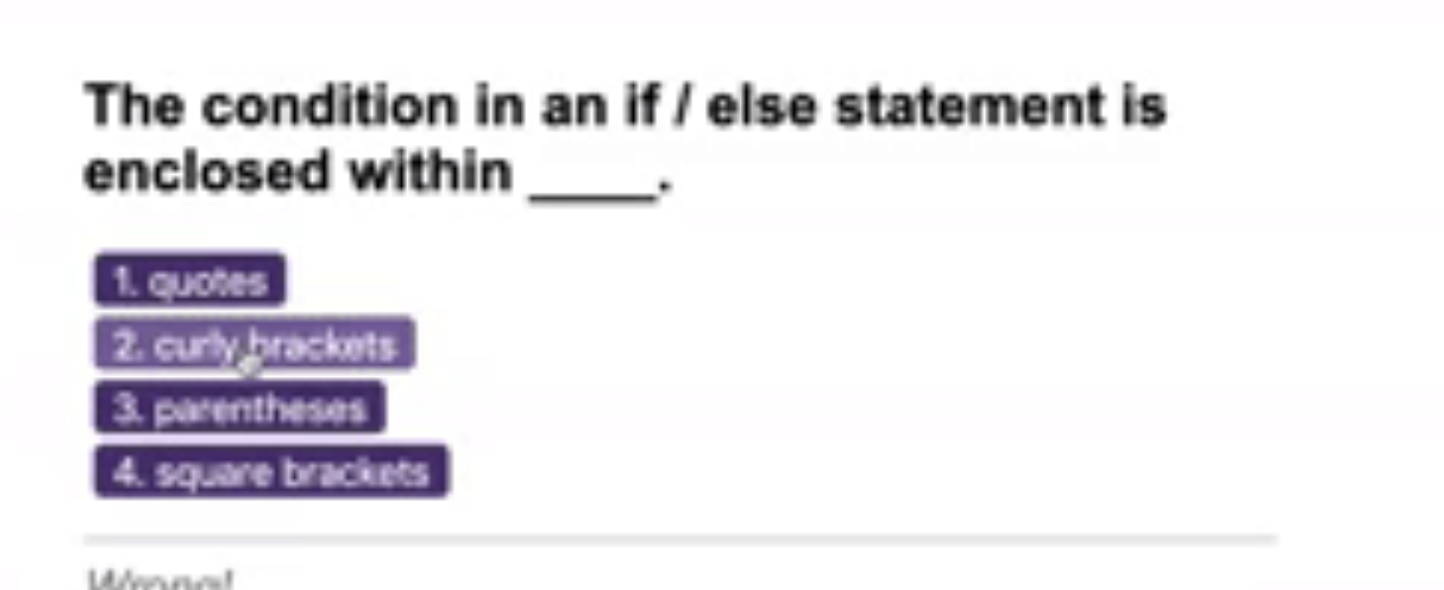 The condition in an if / else statement is
enclosed within ____.
1. quotes
2. curly brackets
3. parentheses
4. square brackets
Wrong!